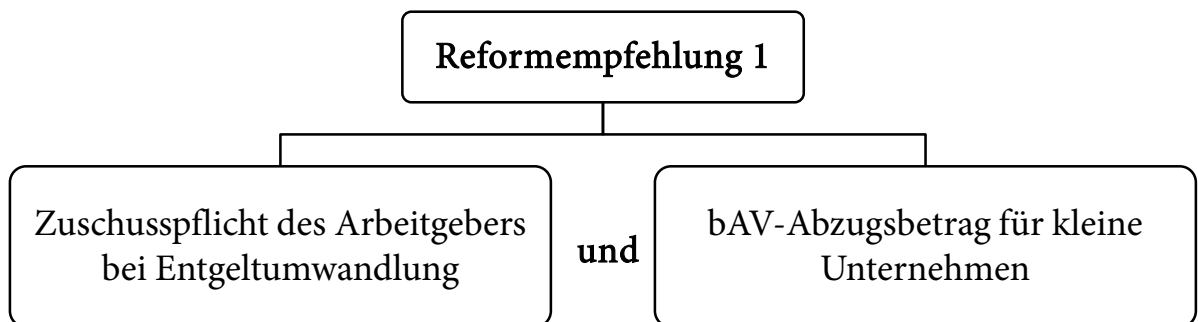 Reformempfehlung 1
Zuschusspflicht des Arbeitgebers
bei Entgeltumwandlung
und
bAV-Abzugsbetrag für kleine
Unternehmen